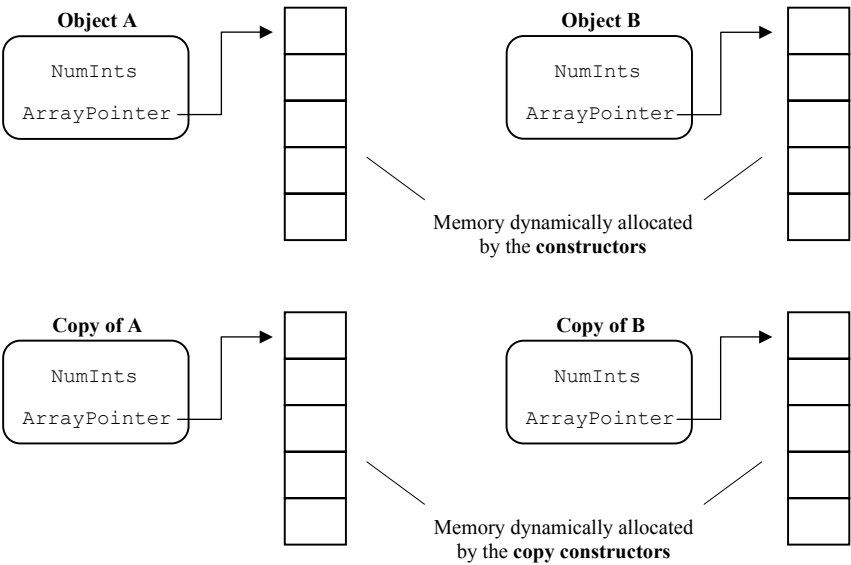 Object A
Object B
NumInts
ArrayPointer
NumInts
ArrayPointer
Memory dynamically allocated
by the constructors
Copy of A
Copy of B
NumInts
ArrayPointer
NumInts
ArrayPointer
Memory dynamically allocated
by the copy constructors